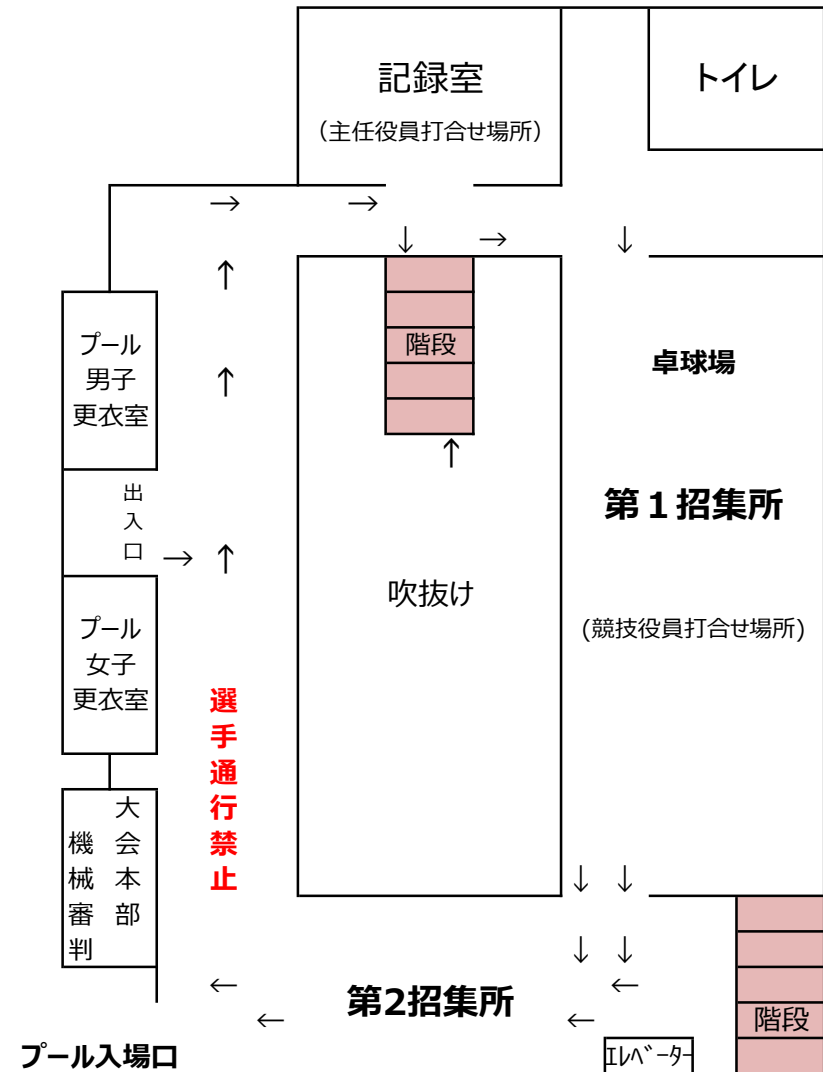 記録室
（主任役員打合せ場所）
トイレ
→
→
↓
→
↓
↑
階段
プール
男子
更衣室
↑
卓球場
↑
第１招集所
出入口
→
↑
吹抜け
(競技役員打合せ場所)
プール
女子
更衣室
選手通行禁止
大会本部
機械審判
↓
↓
↓
↓
←
←
第2招集所
←
←
階段
プール入場口
ｴﾚﾍﾞｰﾀｰ